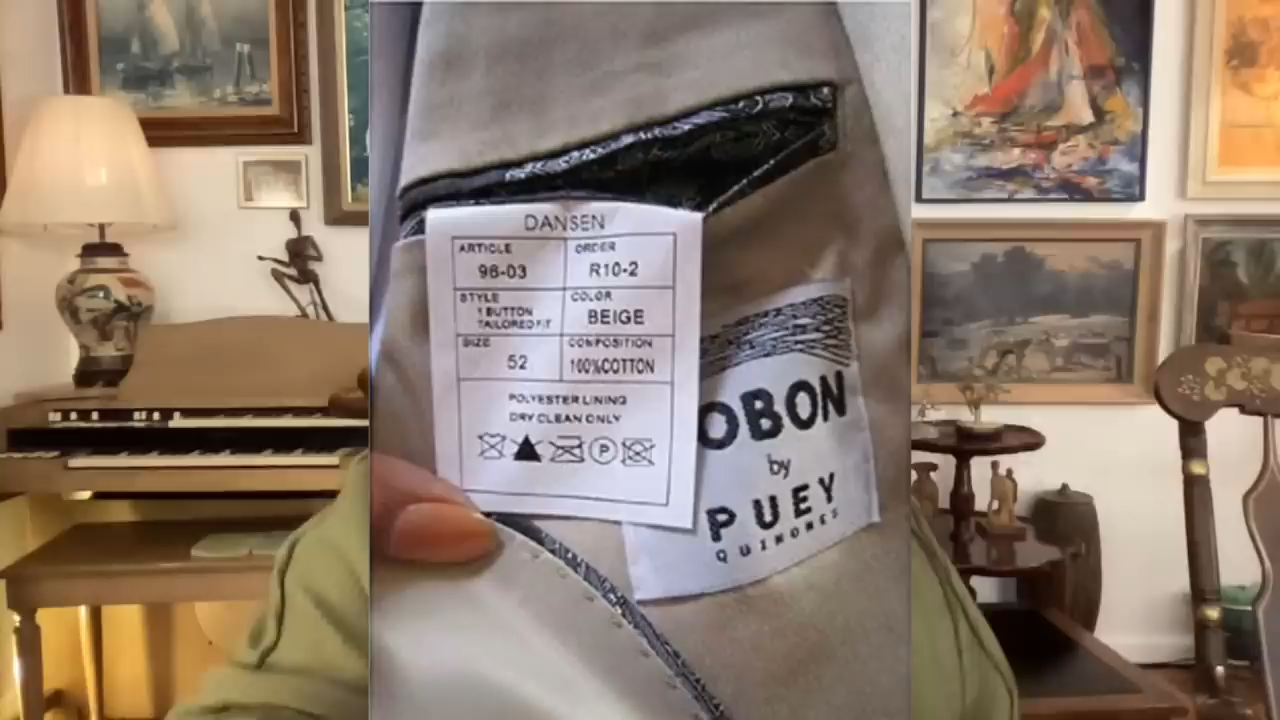 DANSEN
ARTICLE
ORDER
96-03
R10-2
STYLE
1 BUTTON
TAILORED FIT
COLOR
BEIGE
SIZE
52
COMPOSITION
100%COTTON
POLYESTER LINING
DRY CLEAN ONLY
P
OBON
by
PUEY
QUINONES